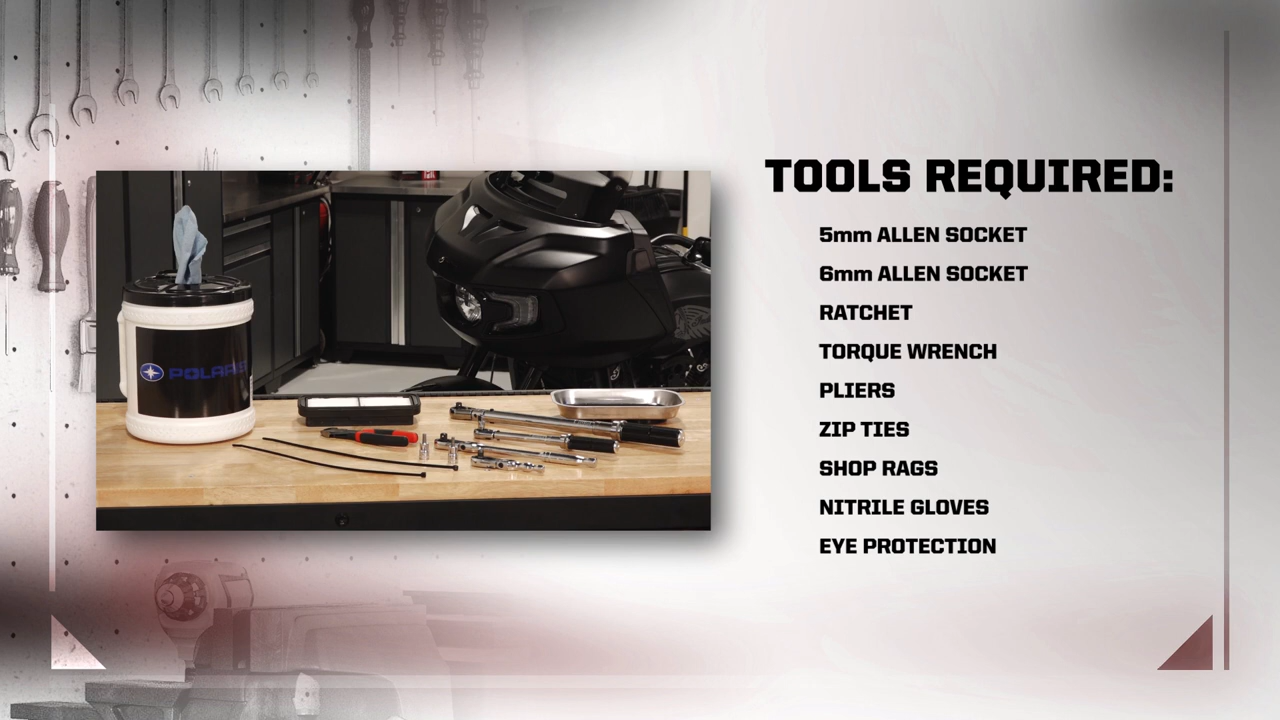 POLARIS
TOOLS REQUIRED:
5mm ALLEN SOCKET
6mm ALLEN SOCKET
RATCHET
TORQUE WRENCH
PLIERS
ZIP TIES
SHOP RAGS
NITRILE GLOVES
EYE PROTECTION